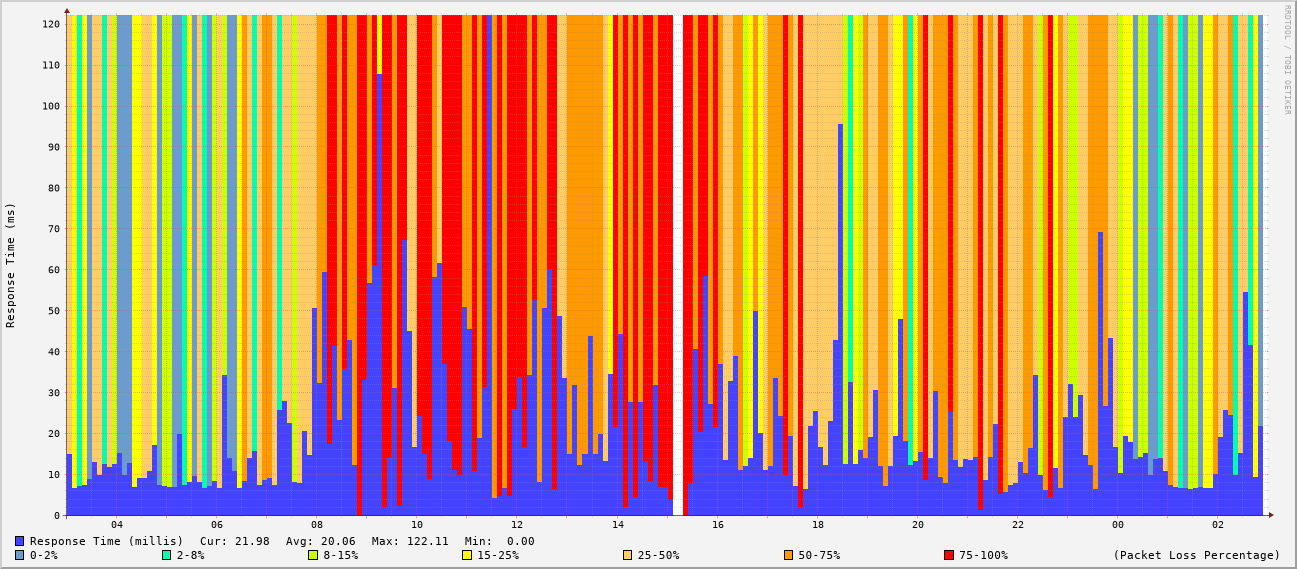 RRDTOOL / TOBI OETIKER
Response Time (ms)
120
110
100
90
80
70
60
50
40
30
20
10
0
04 06 08 10 12 14 16 18 20 22 00 02
Response Time (millis) Cur: 21.98 Avg: 20.06 Max: 122.11 Min: 0.00
0-2% 2-8% 8-15% 15-25% 25-50% 50-75% 75-100% (Packet Loss Percentage)